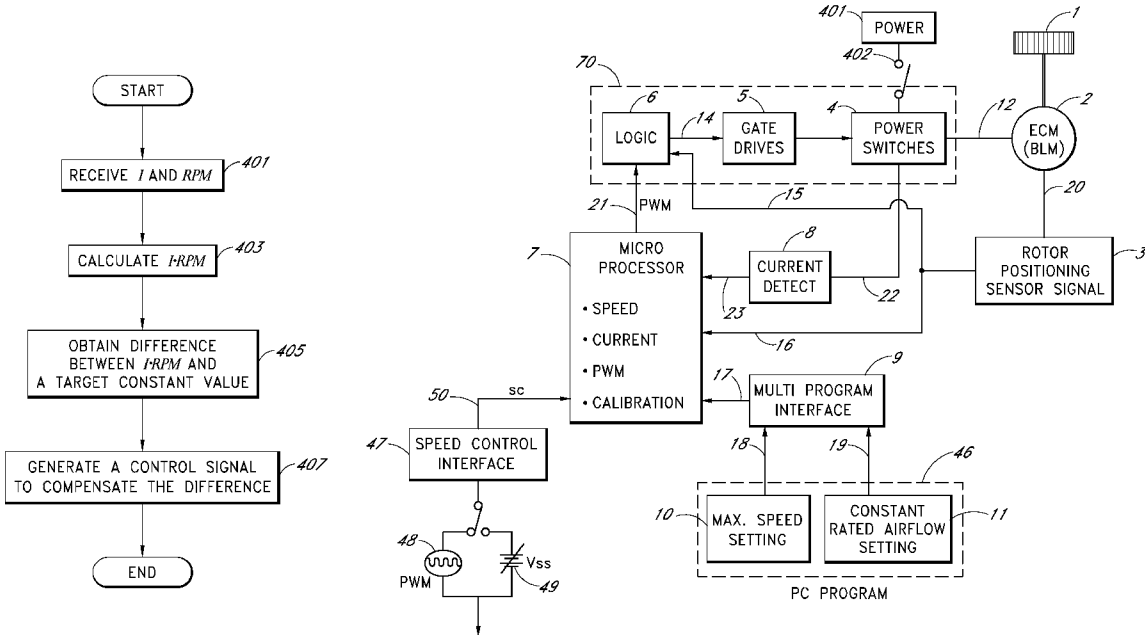 START
401
RECEIVE I AND RPM
403
CALCULATE I·RPM
405
OBTAIN DIFFERENCE
BETWEEN I·RPM AND
A TARGET CONSTANT VALUE
407
GENERATE A CONTROL SIGNAL
TO COMPENSATE THE DIFFERENCE
END
401
POWER
402
1
70
6
LOGIC
14
5
GATE
DRIVES
4
POWER
SWITCHES
12
2
ECM
(BLM)
20
15
21
PWM
3
ROTOR
POSITIONING
SENSOR SIGNAL
7
MICRO
PROCESSOR
• SPEED
• CURRENT
• PWM
• CALIBRATION
8
CURRENT
DETECT
23
22
16
9
17
MULTI PROGRAM
INTERFACE
50
SC
47
SPEED CONTROL
INTERFACE
18
19
46
10
MAX. SPEED
SETTING
CONSTANT
RATED AIRFLOW
SETTING
11
PC PROGRAM
48
PWM
Vss
49